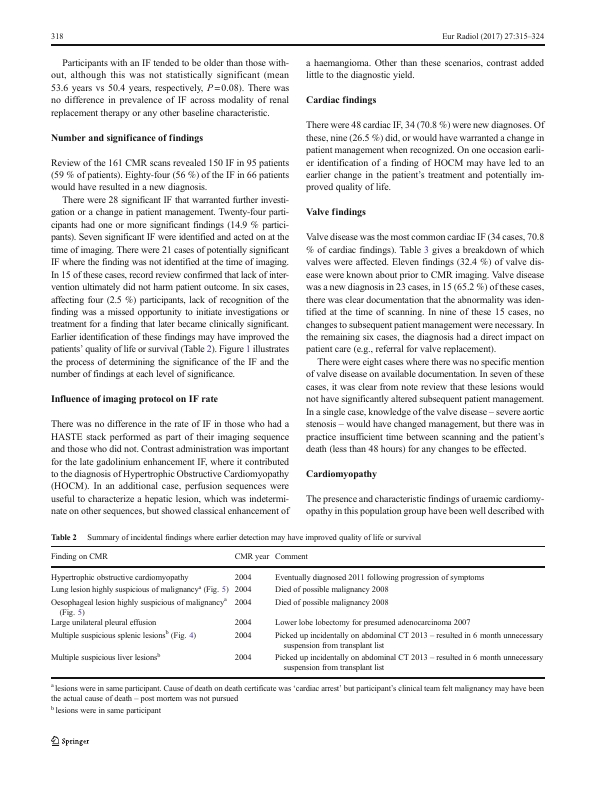 318
Eur Radiol (2017) 27:315–324
Participants with an IF tended to be older than those with-
out, although this was not statistically significant (mean
53.6 years vs 50.4 years, respectively, P = 0.08). There was
no difference in prevalence of IF across modality of renal
replacement therapy or any other baseline characteristic.
Number and significance of findings
Review of the 161 CMR scans revealed 150 IF in 95 patients
(59 % of patients). Eighty-four (56 %) of the IF in 66 patients
would have resulted in a new diagnosis.
There were 28 significant IF that warranted further investi-
gation or a change in patient management. Twenty-four parti-
cipants had one or more significant findings (14.9 % partici-
pants). Seven significant IF were identified and acted on at the
time of imaging. There were 21 cases of potentially significant
IF where the finding was not identified at the time of imaging.
In 15 of these cases, record review confirmed that lack of inter-
vention ultimately did not harm patient outcome. In six cases,
affecting four (2.5 %) participants, lack of recognition of the
finding was a missed opportunity to initiate investigations or
treatment for a finding that later became clinically significant.
Earlier identification of these findings may have improved the
patients' quality of life or survival (Table 2). Figure 1 illustrates
the process of determining the significance of the IF and the
number of findings at each level of significance.
Influence of imaging protocol on IF rate
There was no difference in the rate of IF in those who had a
HASTE stack performed as part of their imaging sequence
and those who did not. Contrast administration was important
for the late gadolinium enhancement IF, where it contributed
to the diagnosis of Hypertrophic Obstructive Cardiomyopathy
(HOCM). In an additional case, perfusion sequences were
useful to characterize a hepatic lesion, which was indetermi-
nate on other sequences, but showed classical enhancement of
a haemangioma. Other than these scenarios, contrast added
little to the diagnostic yield.
Cardiac findings
There were 48 cardiac IF, 34 (70.8 %) were new diagnoses. Of
these, nine (26.5 %) did, or would have warranted a change in
patient management when recognized. On one occasion earli-
er identification of a finding of HOCM may have led to an
earlier change in the patient's treatment and potentially im-
proved quality of life.
Valve findings
Valve disease was the most common cardiac IF (34 cases, 70.8
% of cardiac findings). Table 3 gives a breakdown of which
valves were affected. Eleven findings (32.4 %) of valve dis-
ease were known about prior to CMR imaging. Valve disease
was a new diagnosis in 23 cases, in 15 (65.2 %) of these cases,
there was clear documentation that the abnormality was iden-
tified at the time of scanning. In nine of these 15 cases, no
changes to subsequent patient management were necessary. In
the remaining six cases, the diagnosis had a direct impact on
patient care (e.g., referral for valve replacement).
There were eight cases where there was no specific mention
of valve disease on available documentation. In seven of these
cases, it was clear from note review that these lesions would
not have significantly altered subsequent patient management.
In a single case, knowledge of the valve disease – severe aortic
stenosis – would have changed management, but there was in
practice insufficient time between scanning and the patient's
death (less than 48 hours) for any changes to be effected.
Cardiomyopathy
The presence and characteristic findings of uraemic cardiomy-
opathy in this population group have been well described with
Table 2 Summary of incidental findings where earlier detection may have improved quality of life or survival
Finding on CMR CMR year Comment
Hypertrophic obstructive cardiomyopathy 2004 Eventually diagnosed 2011 following progression of symptoms
Lung lesion highly suspicious of malignancy^a (Fig. 5) 2004 Died of possible malignancy 2008
Oesophageal lesion highly suspicious of malignancy^a 2004 Died of possible malignancy 2008
(Fig. 5)
Large unilateral pleural effusion 2004 Lower lobe lobectomy for presumed adenocarcinoma 2007
Multiple suspicious splenic lesions^b (Fig. 4) 2004 Picked up incidentally on abdominal CT 2013 – resulted in 6 month unnecessary
suspension from transplant list
Multiple suspicious liver lesions^b 2004 Picked up incidentally on abdominal CT 2013 – resulted in 6 month unnecessary
suspension from transplant list
^a lesions were in same participant. Cause of death on death certificate was 'cardiac arrest' but participant's clinical team felt malignancy may have been
the actual cause of death – post mortem was not pursued
^b lesions were in same participant
Springer